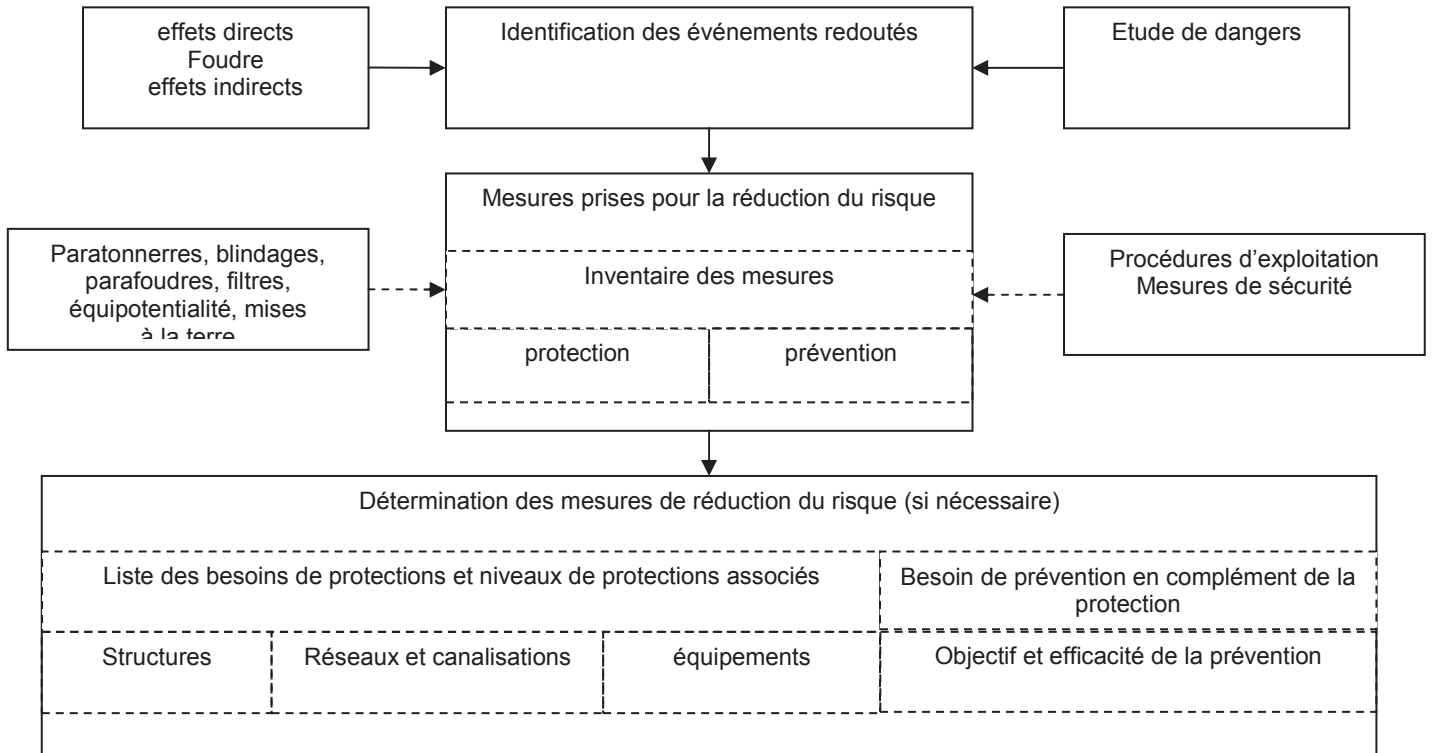 effets directs
Foudre
effets indirects
Identification des événements redoutés
Etude de dangers
Mesures prises pour la réduction du risque
Paratonnerres, blindages,
parafoudres, filtres,
équipotentialité, mises
à la terre
Inventaire des mesures
Procédures d’exploitation
Mesures de sécurité
protection
prévention
Détermination des mesures de réduction du risque (si nécessaire)
Liste des besoins de protections et niveaux de protections associés
Besoin de prévention en complément de la
protection
Structures
Réseaux et canalisations
équipements
Objectif et efficacité de la prévention